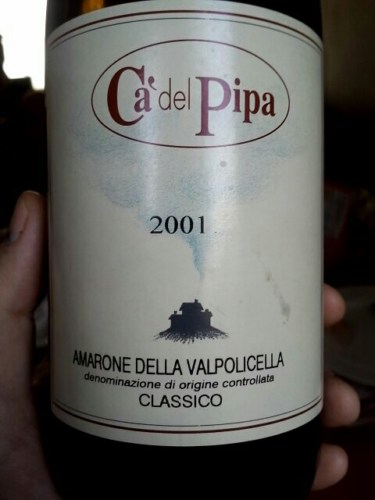 Ca' del Pipa
2001
AMARONE DELLA VALPOLICELLA
denominazione di origine controllata
CLASSICO